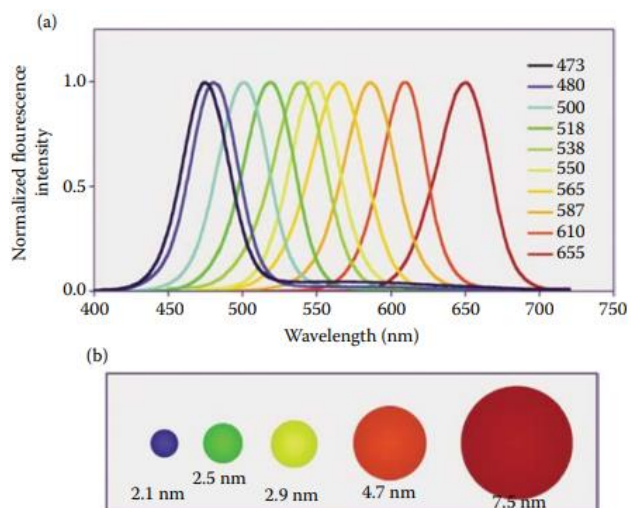 (a)
Normalized flourescence
intensity
1.0
0.5
0.0
400
450
500
550
600
650
700
750
Wavelength (nm)
473
480
500
518
538
550
565
587
610
655
(b)
2.1 nm
2.5 nm
2.9 nm
4.7 nm
7.5 nm